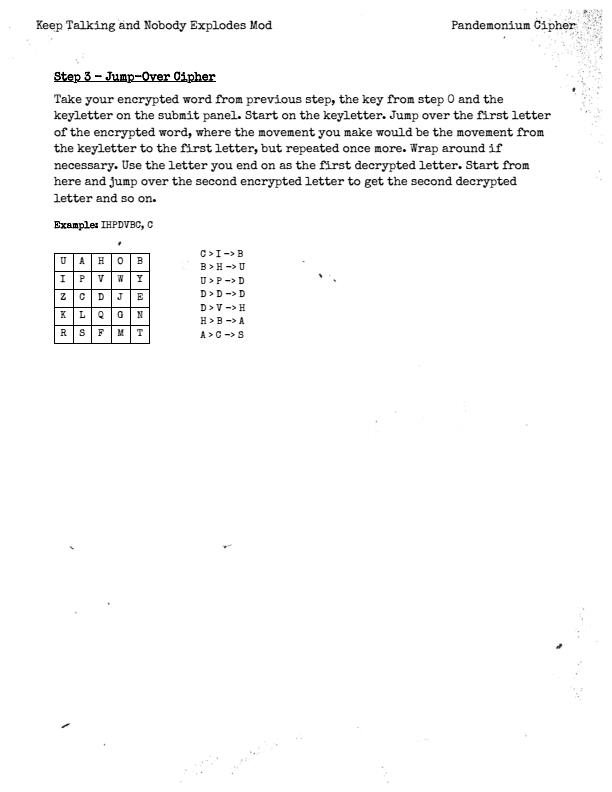 Keep Talking and Nobody Explodes Mod Pandemonium Cipher
Step 3 – Jump-Over Cipher
Take your encrypted word from previous step, the key from step 0 and the
keyletter on the submit panel. Start on the keyletter. Jump over the first letter
of the encrypted word, where the movement you make would be the movement from
the keyletter to the first letter, but repeated once more. Wrap around if
necessary. Use the letter you end on as the first decrypted letter. Start from
here and jump over the second encrypted letter to get the second decrypted
letter and so on.
Example: IHPDVBC, C
U A H O B
I P V W Y
Z C D J E
K L Q G N
R S F M T
C > I -> B
B > H -> U
U > P -> D
D > D -> D
D > V -> H
H > B -> A
A > C -> S